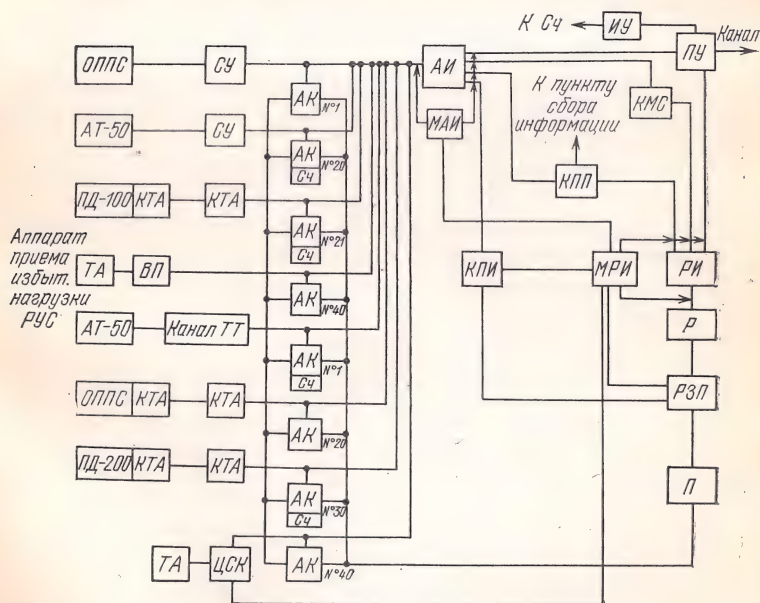 К Сч
ИУ
Канал
ОППС
СУ
АИ
ПУ
АК
№1
К пункту
сбора
информации
КМС
МАИ
АТ-50
СУ
АК
Сч
№20
КПП
ПД-100
КТА
КТА
АК
№21
Аппарат
приема
избыт.
нагрузки
РУС
ТА
ВП
АК
№40
КПИ
МРИ
РИ
АТ-50
Канал ТТ
АК
Сч
№1
Р
ОППС
КТА
КТА
АК
№20
РЗП
ПД-200
КТА
КТА
АК
Сч
№30
П
ТА
ЦСК
АК
№40